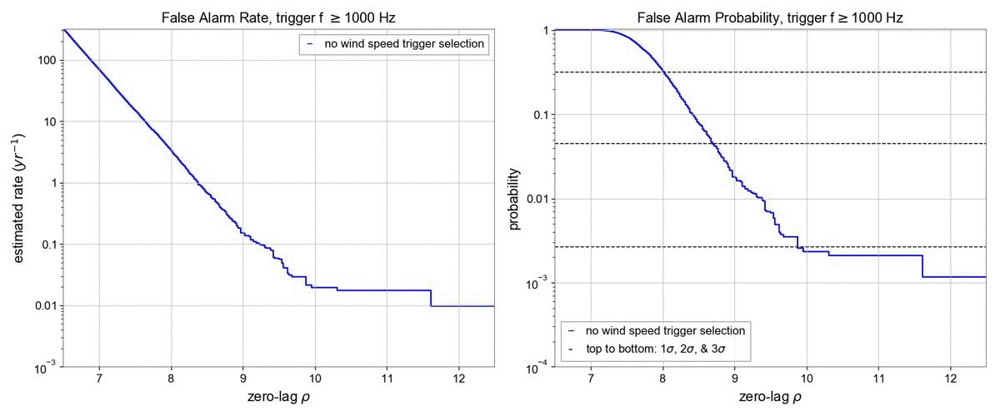 False Alarm Rate, trigger f ≥ 1000 Hz
no wind speed trigger selection
100
10
1
0.1
0.01
10⁻³
estimated rate (yr⁻¹)
7 8 9 10 11 12
zero-lag ρ
False Alarm Probability, trigger f ≥ 1000 Hz
1
0.1
0.01
10⁻³
10⁻⁴
probability
no wind speed trigger selection
top to bottom: 1σ, 2σ, & 3σ
7 8 9 10 11 12
zero-lag ρ